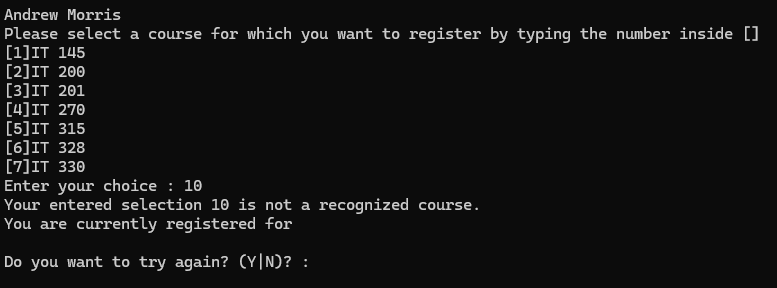 Andrew Morris
Please select a course for which you want to register by typing the number inside []
[1]IT 145
[2]IT 200
[3]IT 201
[4]IT 270
[5]IT 315
[6]IT 328
[7]IT 330
Enter your choice : 10
Your entered selection 10 is not a recognized course.
You are currently registered for
Do you want to try again? (Y|N)? :